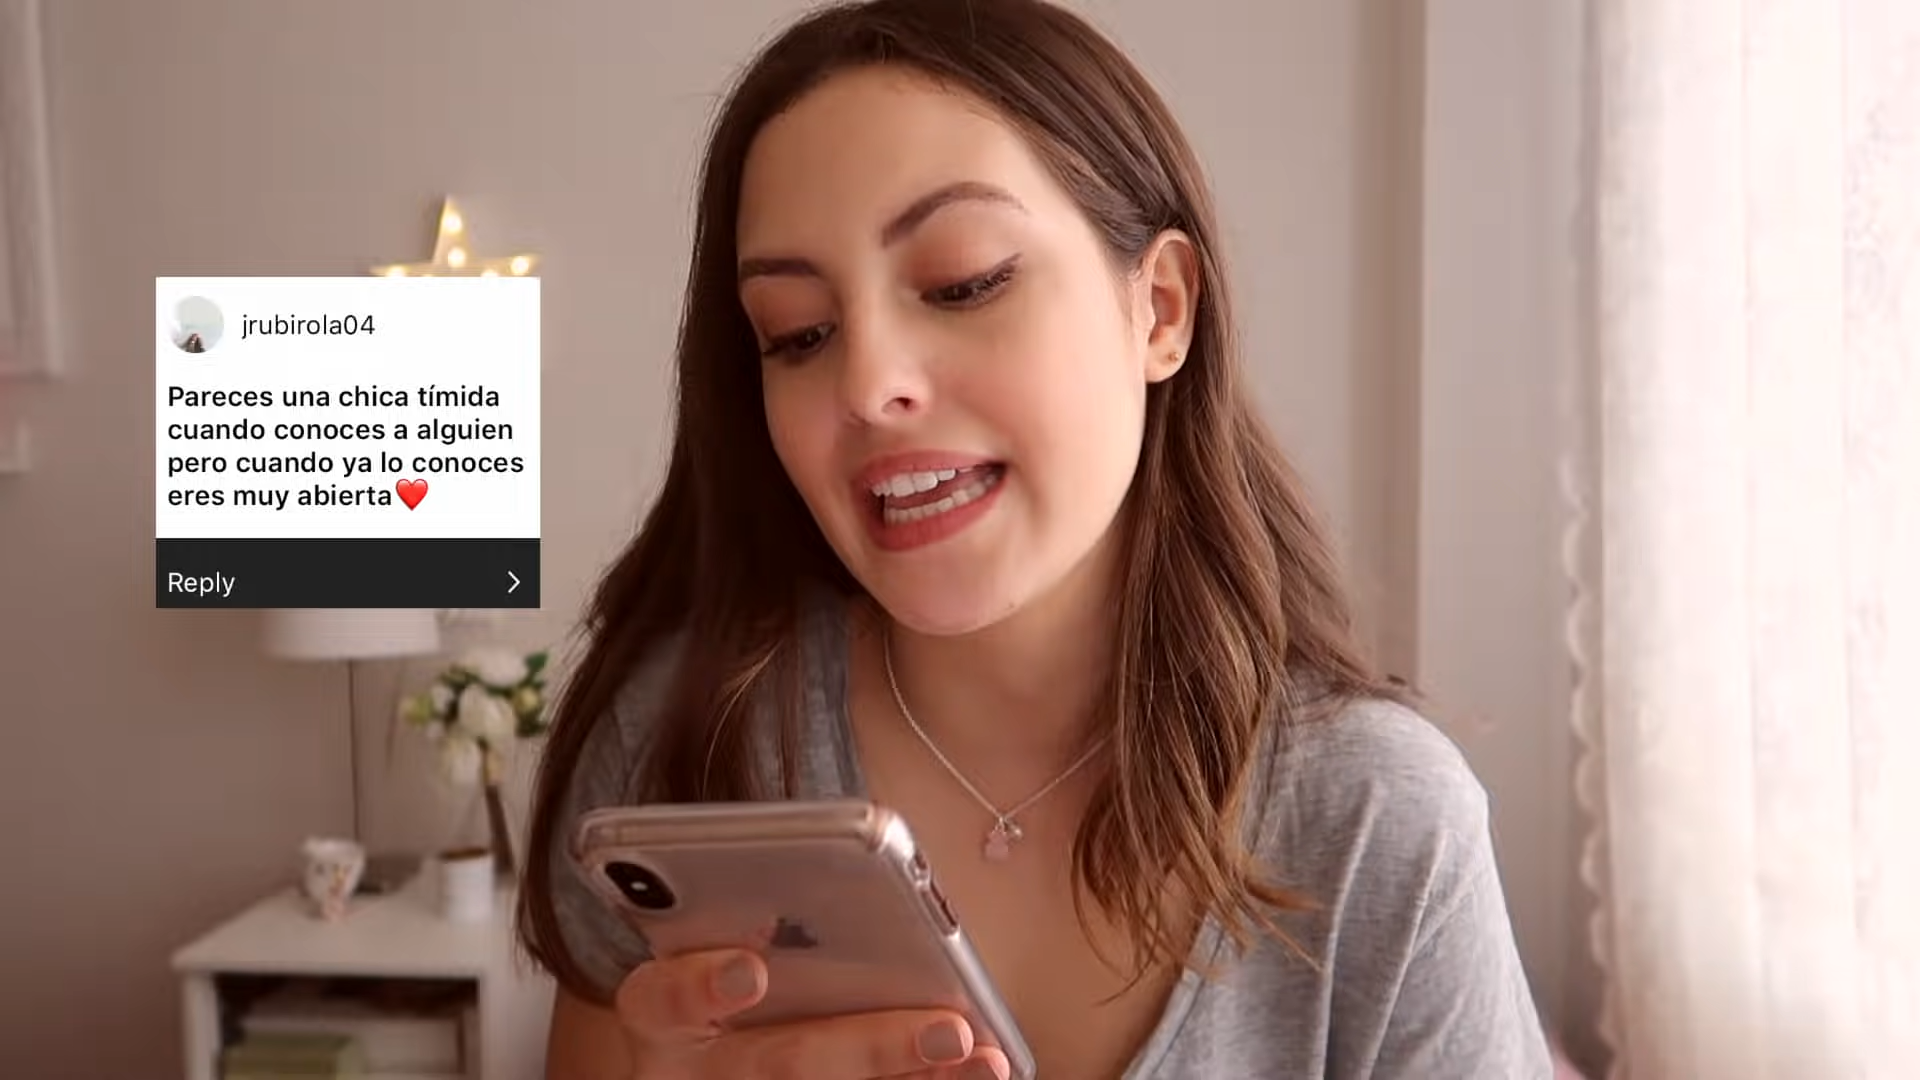 jrubirola04
Pareces una chica tímida
cuando conoces a alguien
pero cuando ya lo conoces
eres muy abierta❤️
Reply